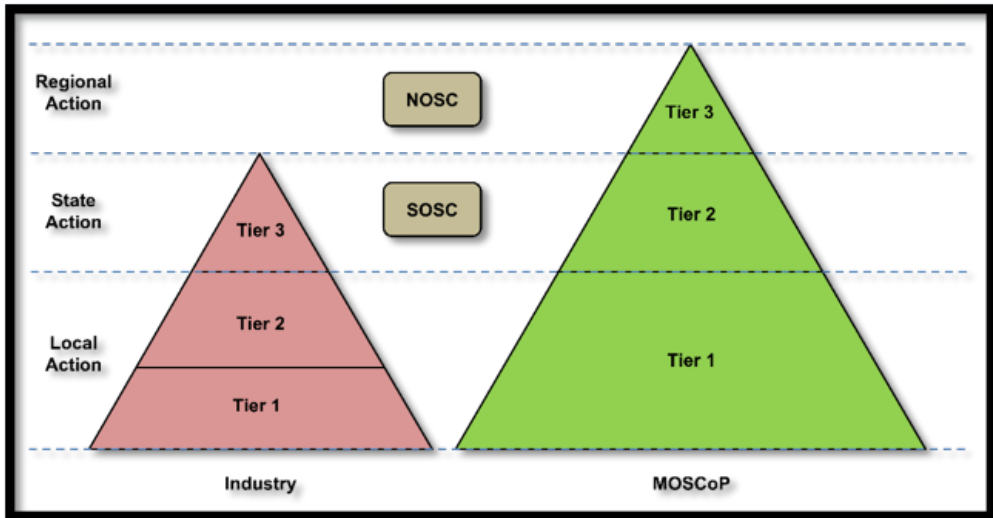 Regional
Action
NOSC
Tier 3
State
Action
SOSC
Tier 3
Tier 2
Local
Action
Tier 2
Tier 1
Tier 1
Industry
MOSCoP